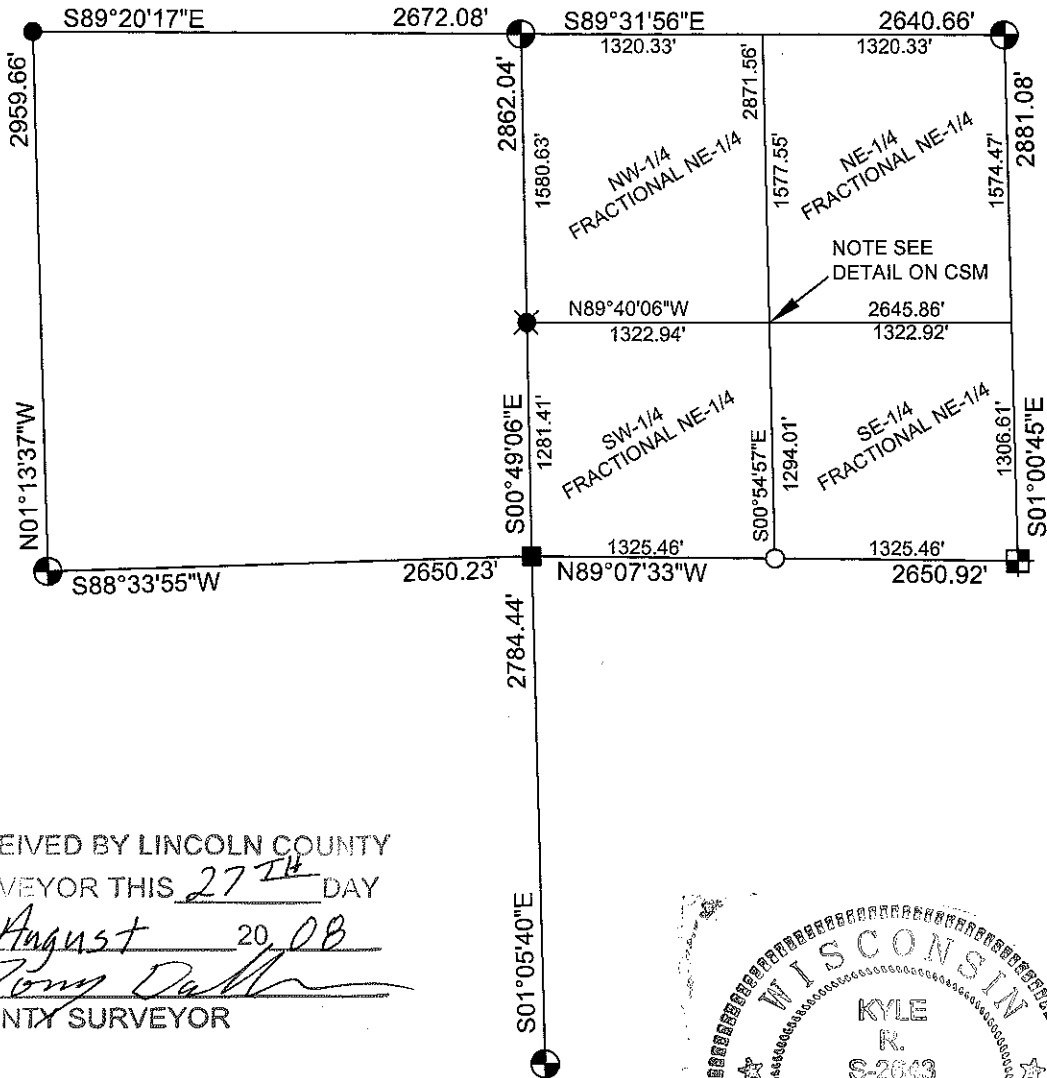 S89°20'17"E 2672.08' S89°31'56"E 2640.66'
1320.33' 1320.33'
2959.66'
2862.04'
2871.56'
2881.08'
1580.63'
NW-1/4
FRACTIONAL NE-1/4
1577.55'
NE-1/4
FRACTIONAL NE-1/4
1574.47'
NOTE SEE
DETAIL ON CSM
N89°40'06"W 2645.86'
1322.94' 1322.92'
N01°13'37"W
S00°49'06"E
1281.41'
SW-1/4
FRACTIONAL NE-1/4
S00°54'57"E
1294.01'
SE-1/4
FRACTIONAL NE-1/4
1306.61'
S01°00'45"E
1325.46' 1325.46'
S88°33'55"W 2650.23' N89°07'33"W 2650.92'
2784.44'
S01°05'40"E
EIVED BY LINCOLN COUNTY
VEYOR THIS 27TH DAY
August 20 08
Tony Dall
NTY SURVEYOR
WISCONSIN
KYLE
R.
S-2643